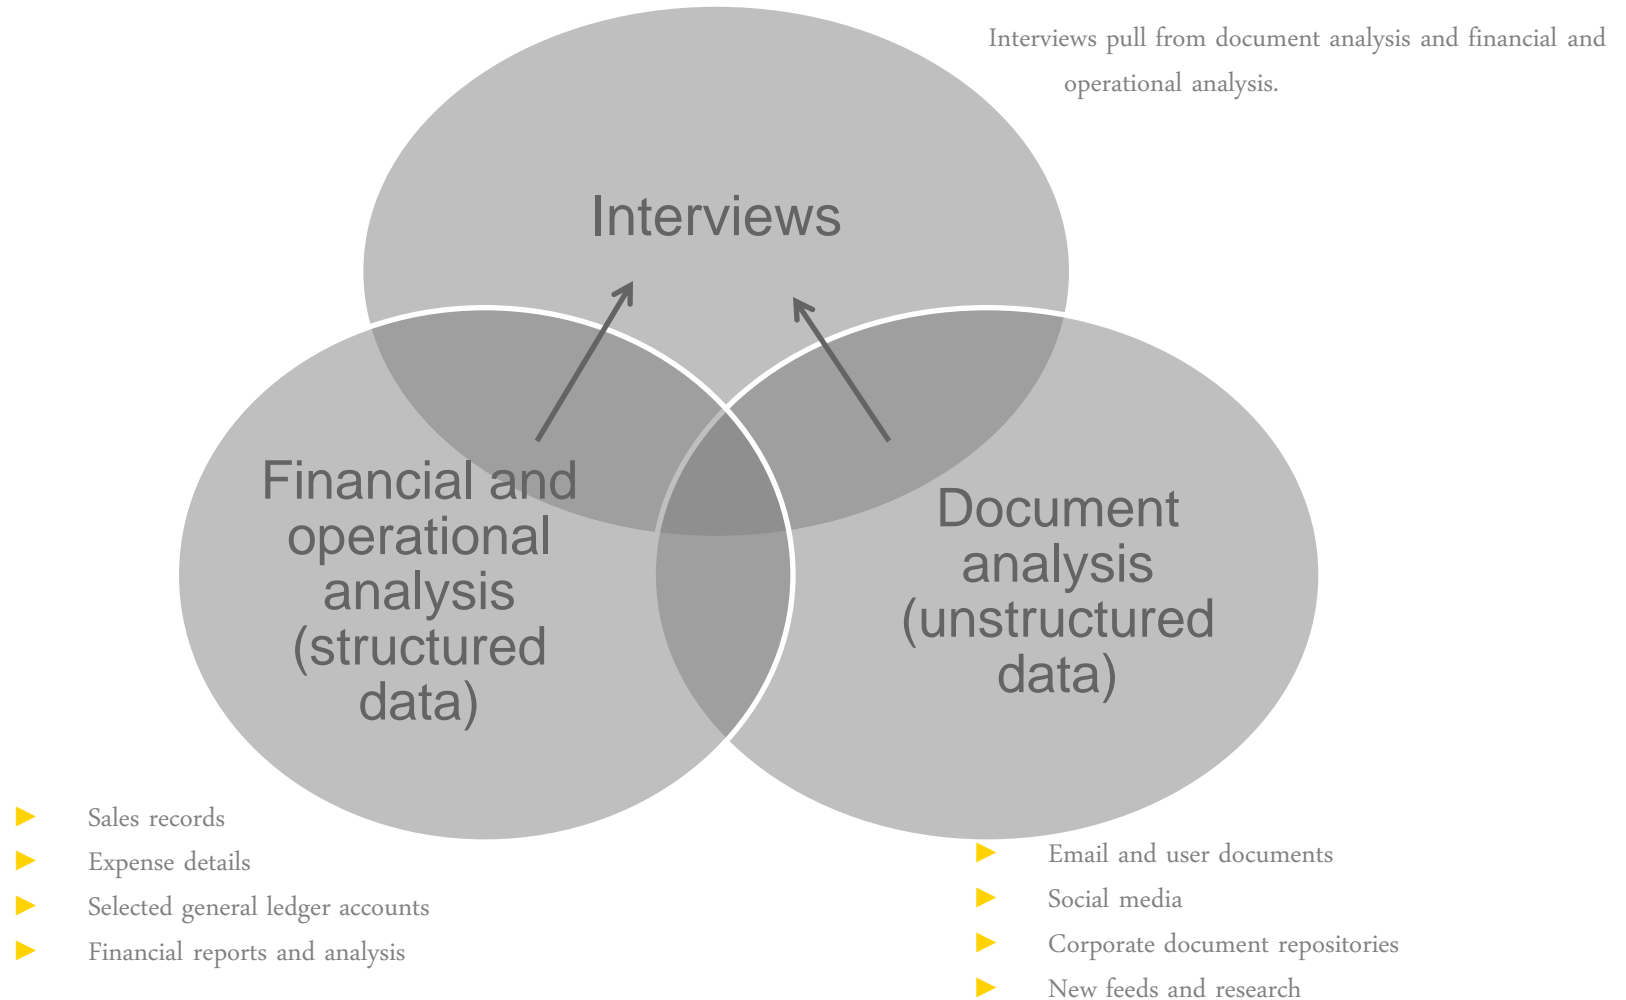 Interviews pull from document analysis and financial and
operational analysis.
Interviews
Financial and
operational
analysis
(structured
data)
Document
analysis
(unstructured
data)
Sales records
Expense details
Selected general ledger accounts
Financial reports and analysis
Email and user documents
Social media
Corporate document repositories
New feeds and research